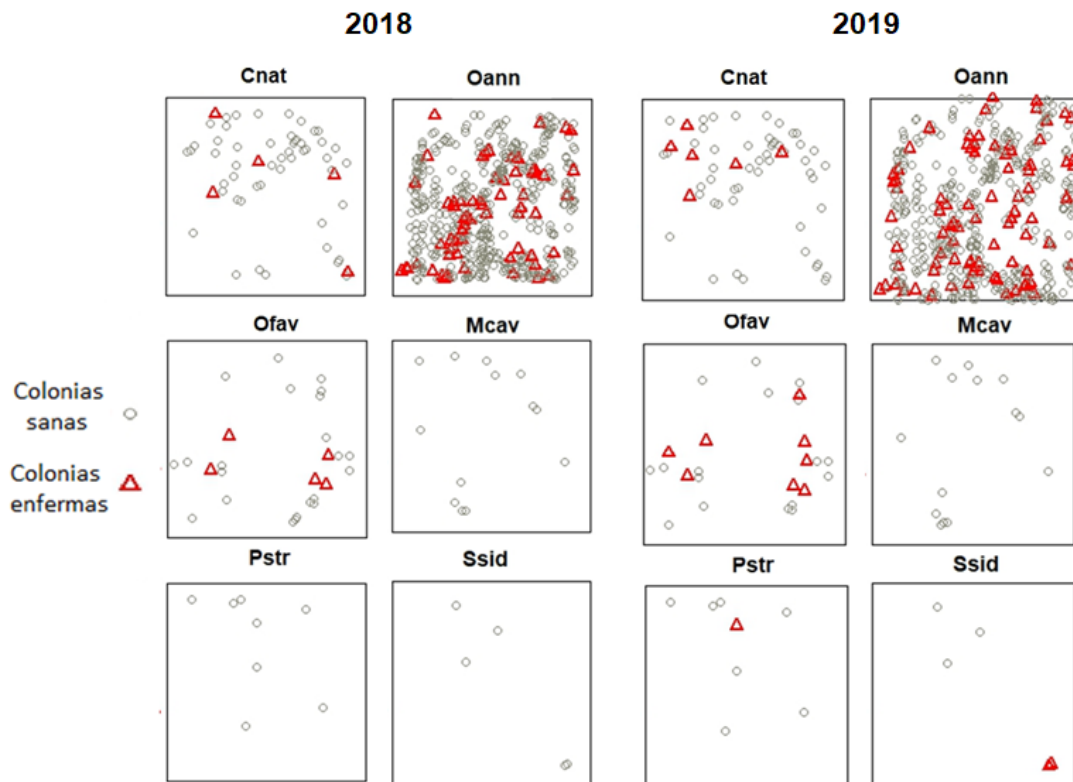 2018 2019
Cnat Oann Cnat Oann
Ofav Mcav Ofav Mcav
Colonias
sanas
Colonias
enfermas
Pstr Ssid Pstr Ssid